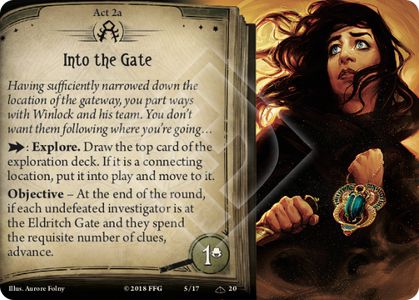 Act 2a
Into the Gate
Having sufficiently narrowed down the
location of the gateway, you part ways
with Winlock and his team. You don’t
want them following where you’re going…
: Explore. Draw the top card of the
exploration deck. If it is a connecting
location, put it into play and move to it.
Objective – At the end of the round,
if each undefeated investigator is at
the Eldritch Gate and they spend
the requisite number of clues,
advance.
1
Illus. Aurore Folny
© 2018 FFG
5/17
20